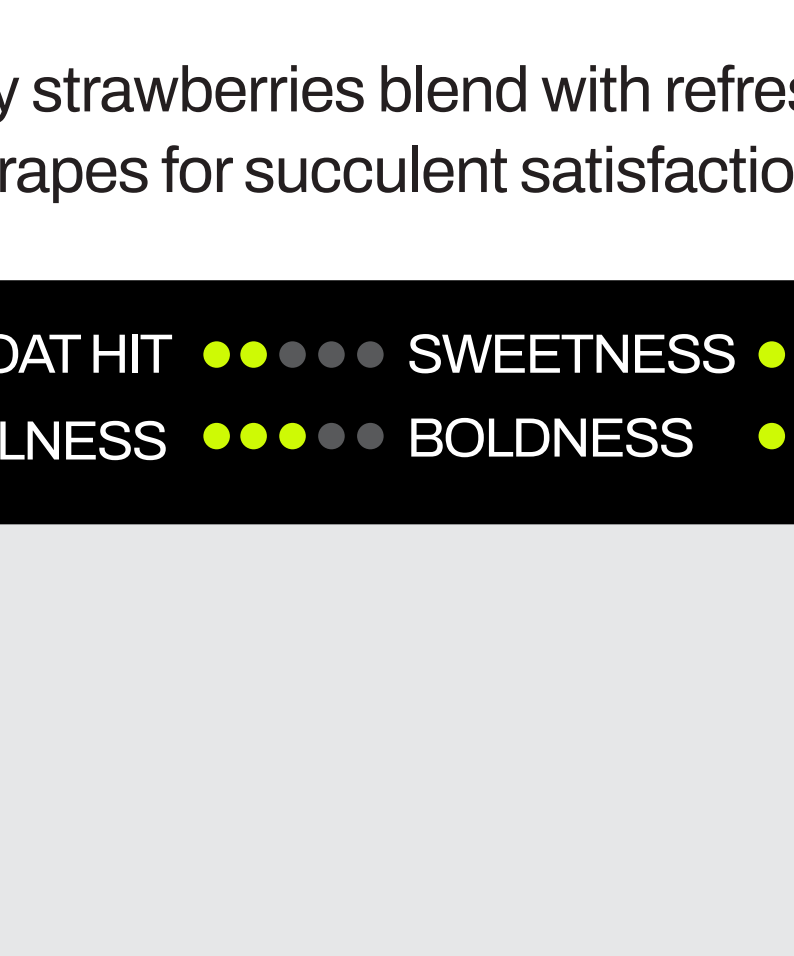 y strawberries blend with refres
rapes for succulent satisfactio
OAT HIT SWEETNESS
LNESS BOLDNESS